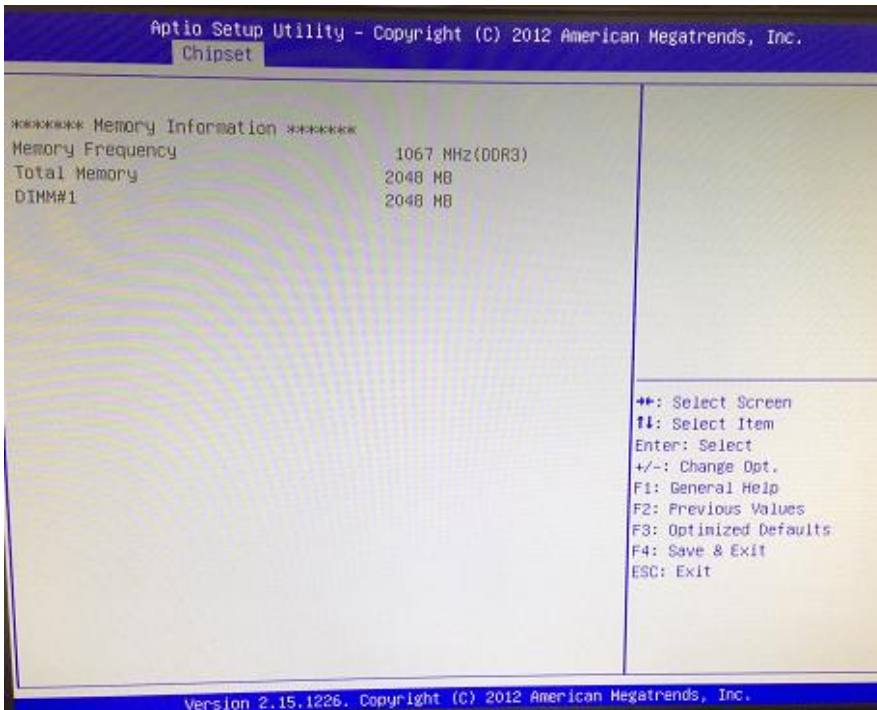 Aptio Setup Utility - Copyright (C) 2012 American Megatrends, Inc.
Chipset
******* Memory Information *******
Memory Frequency 1067 MHz(DDR3)
Total Memory 2048 MB
DIMM#1 2048 MB
→←: Select Screen
↑↓: Select Item
Enter: Select
+/-: Change Opt.
F1: General Help
F2: Previous Values
F3: Optimized Defaults
F4: Save & Exit
ESC: Exit
Version 2.15.1226. Copyright (C) 2012 American Megatrends, Inc.